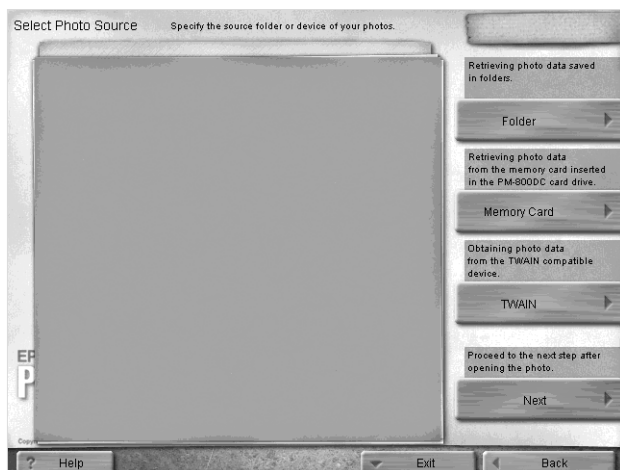 Select Photo Source
Specify the source folder or device of your photos.
Retrieving photo data saved
in folders.
Folder
Retrieving photo data
from the memory card inserted
in the PM-800DC card drive.
Memory Card
Obtaining photo data
from the TWAIN compatible
device.
TWAIN
EP
P
Proceed to the next step after
opening the photo.
Next
? Help
Exit
Back